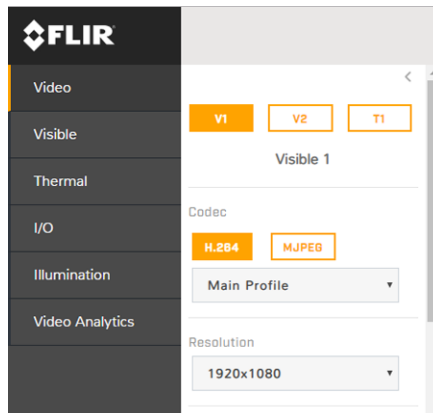 FLIR
Video
Visible
Thermal
I/O
Illumination
Video Analytics
V1 V2 T1
Visible 1
Codec
H.264 MJPEG
Main Profile
Resolution
1920x1080